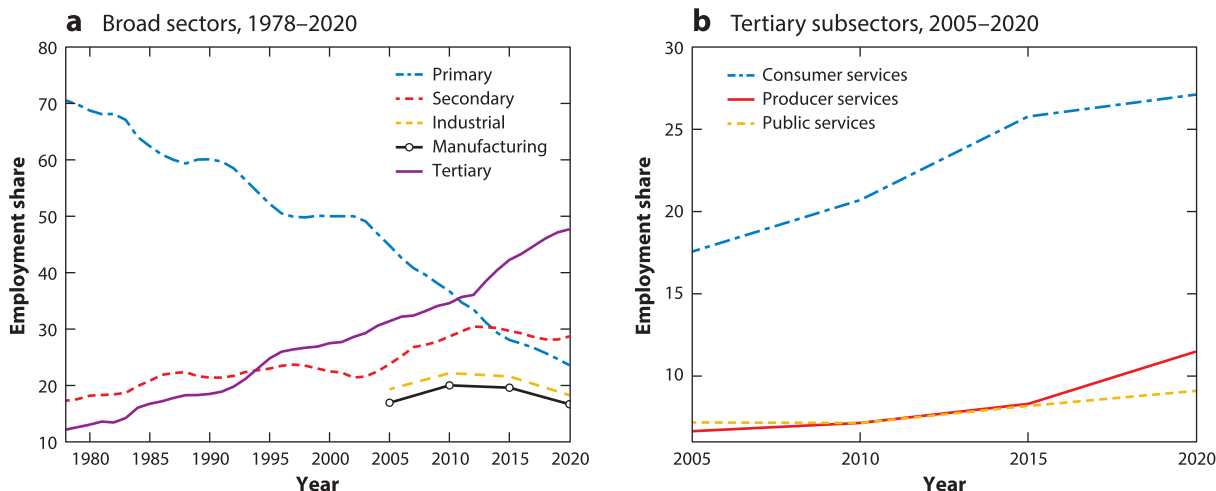 a Broad sectors, 1978–2020
80
70
60
50
40
30
20
10
Employment share
Primary
Secondary
Industrial
Manufacturing
Tertiary
1980 1985 1990 1995 2000 2005 2010 2015 2020
Year
b Tertiary subsectors, 2005–2020
30
25
20
15
10
Employment share
Consumer services
Producer services
Public services
2005 2010 2015 2020
Year